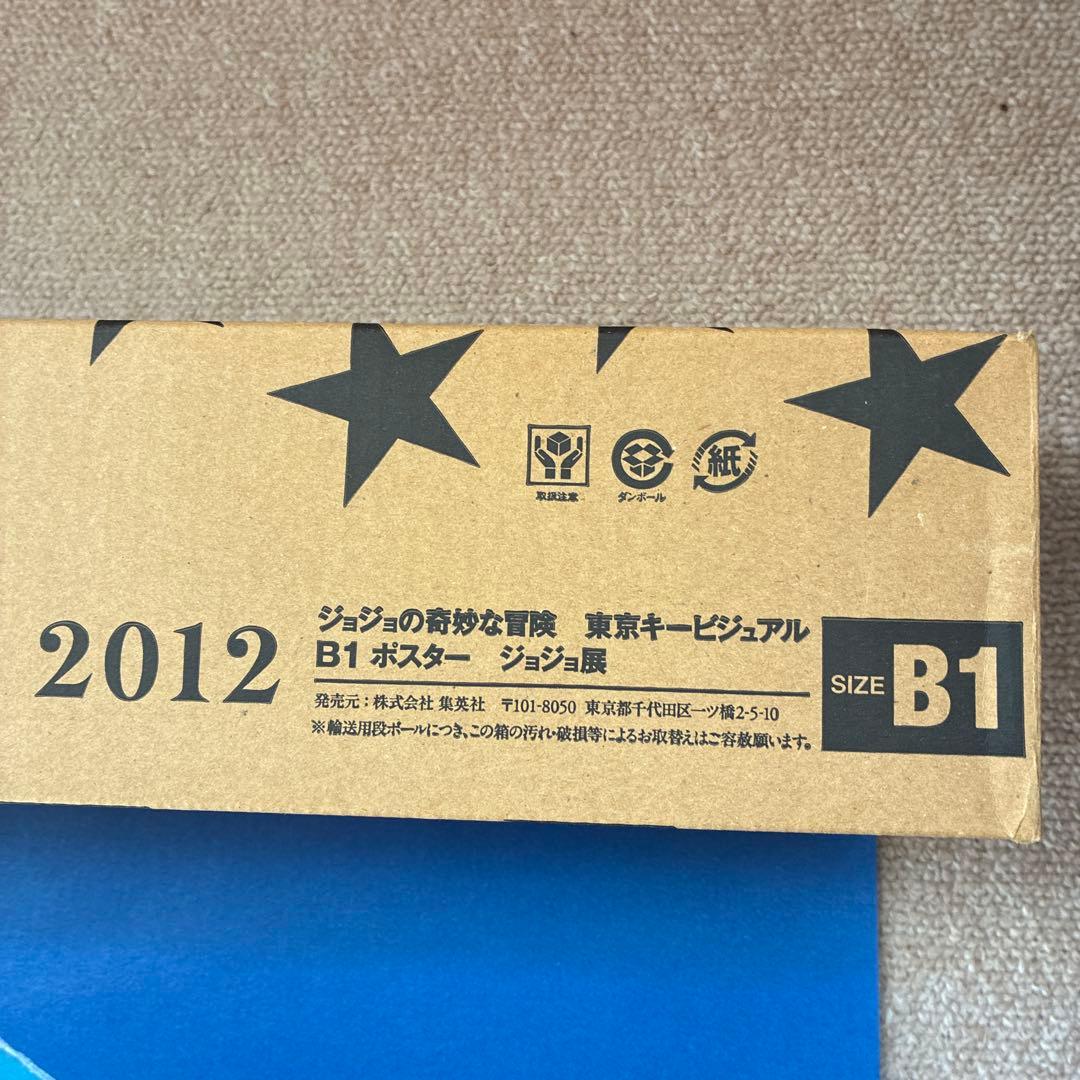 取扱注意
ダンボール
紙
2012
ジョジョの奇妙な冒険　東京キービジュアル
B1 ポスター　ジョジョ展
発売元：株式会社 集英社　〒101-8050 東京都千代田区一ツ橋2-5-10
※輸送用段ボールにつき、この箱の汚れ・破損等によるお取替えはご容赦願います。
SIZE B1